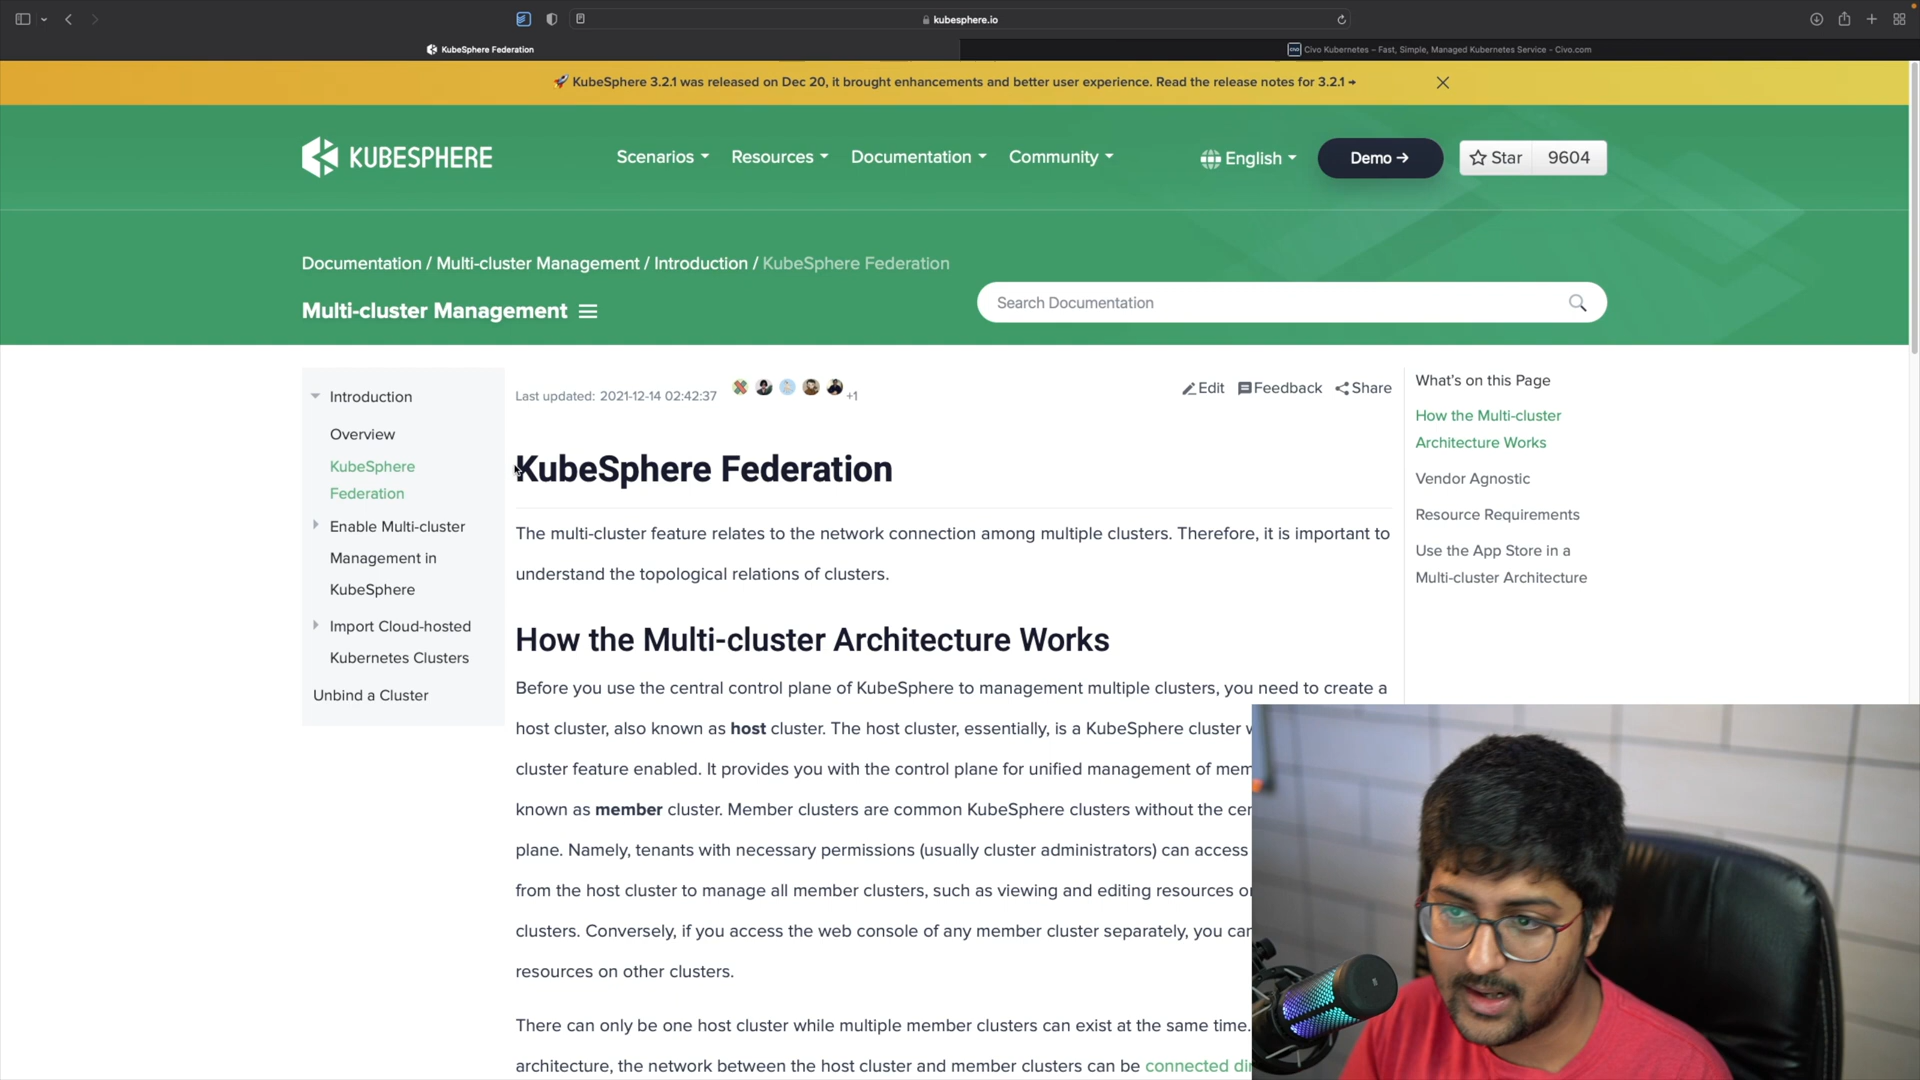 kubesphere.io
KubeSphere Federation
Civo Kubernetes – Fast, Simple, Managed Kubernetes Service - Civo.com
🚀 KubeSphere 3.2.1 was released on Dec 20, it brought enhancements and better user experience. Read the release notes for 3.2.1 →
KUBESPHERE
Scenarios
Resources
Documentation
Community
English
Demo →
Star
9604
Documentation / Multi-cluster Management / Introduction / KubeSphere Federation
Multi-cluster Management
Search Documentation
Introduction
Overview
KubeSphere
Federation
Enable Multi-cluster
Management in
KubeSphere
Import Cloud-hosted
Kubernetes Clusters
Unbind a Cluster
Last updated: 2021-12-14 02:42:37
+1
Edit
Feedback
Share
KubeSphere Federation
The multi-cluster feature relates to the network connection among multiple clusters. Therefore, it is important to
understand the topological relations of clusters.
How the Multi-cluster Architecture Works
Before you use the central control plane of KubeSphere to management multiple clusters, you need to create a
host cluster, also known as host cluster. The host cluster, essentially, is a KubeSphere cluster
cluster feature enabled. It provides you with the control plane for unified management of
known as member cluster. Member clusters are common KubeSphere clusters without the
plane. Namely, tenants with necessary permissions (usually cluster administrators) can access
from the host cluster to manage all member clusters, such as viewing and editing resources
clusters. Conversely, if you access the web console of any member cluster separately, you
resources on other clusters.
There can only be one host cluster while multiple member clusters can exist at the same time.
architecture, the network between the host cluster and member clusters can be connected
What's on this Page
How the Multi-cluster
Architecture Works
Vendor Agnostic
Resource Requirements
Use the App Store in a
Multi-cluster Architecture